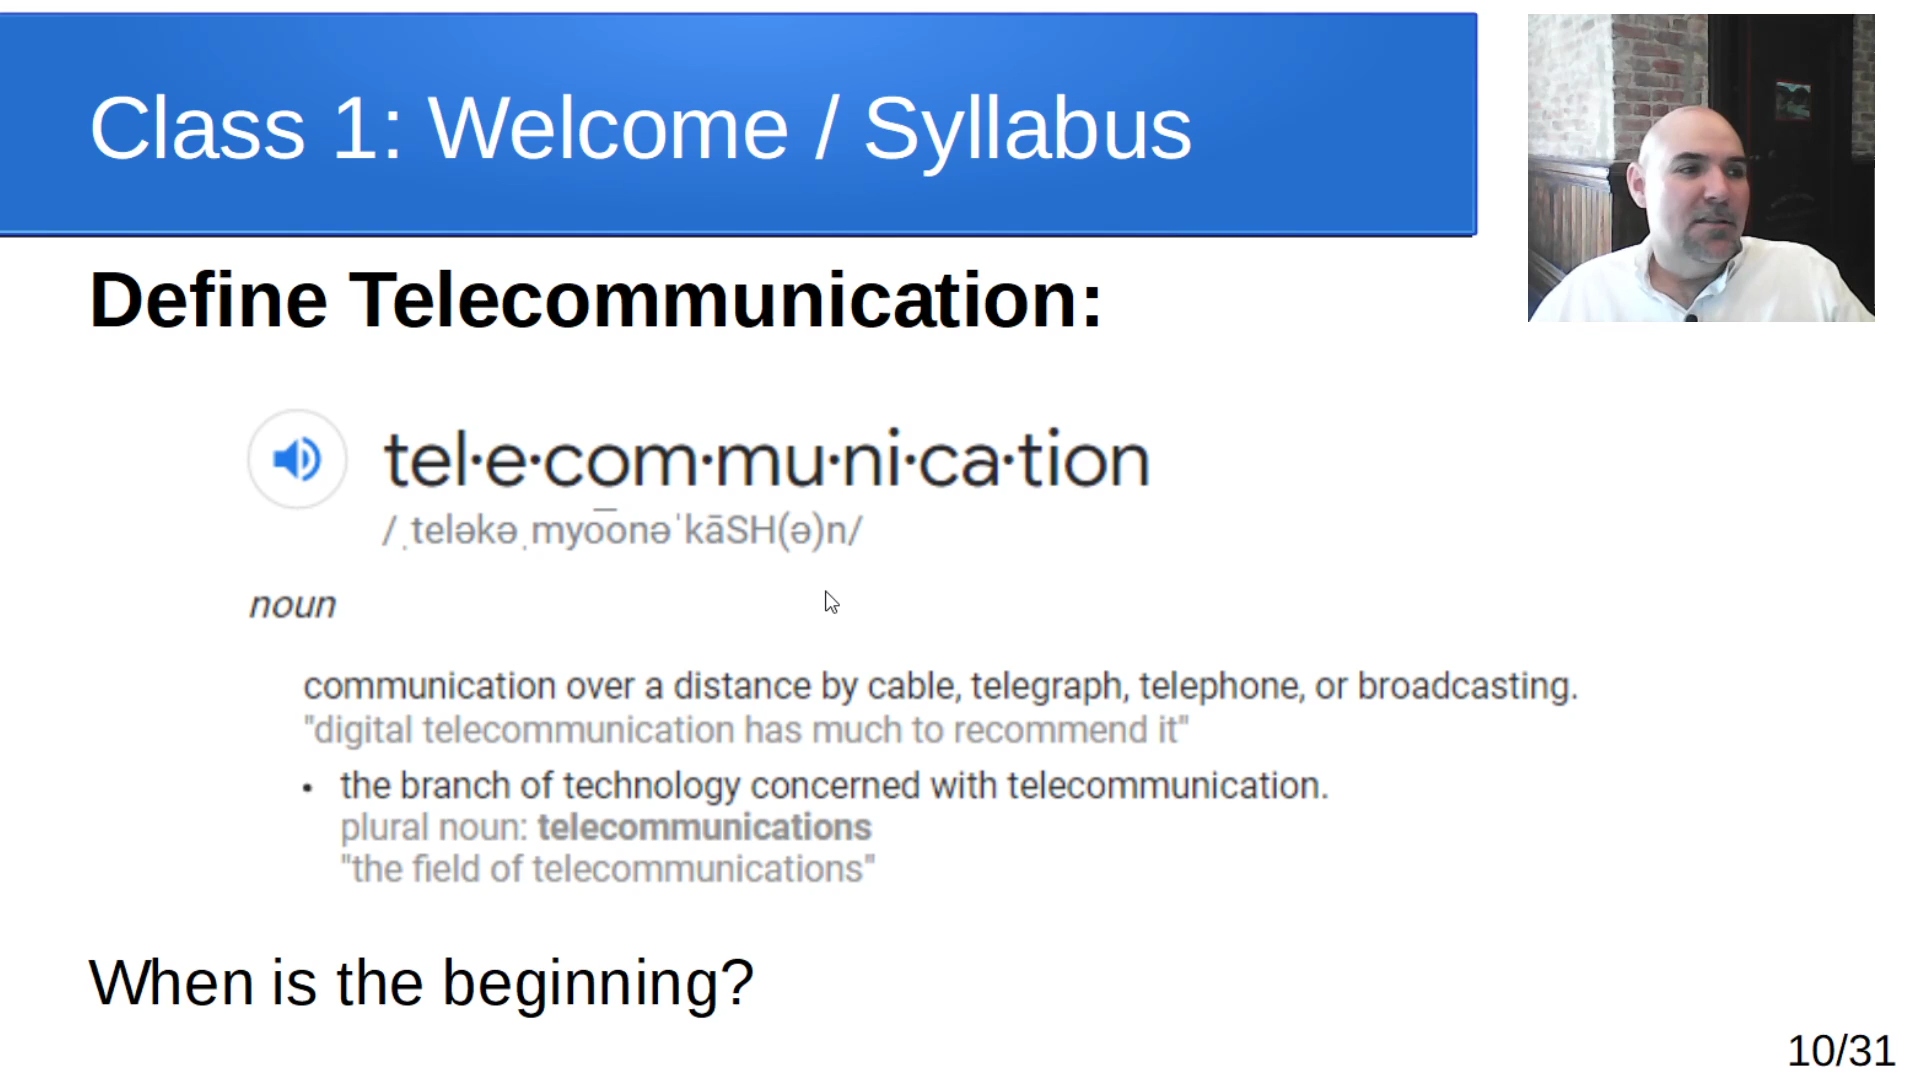 Class 1: Welcome / Syllabus
Define Telecommunication:
tel·e·com·mu·ni·ca·tion
/ˌteləkəˌmyo͞onəˈkāSH(ə)n/
noun
communication over a distance by cable, telegraph, telephone, or broadcasting.
"digital telecommunication has much to recommend it"
• the branch of technology concerned with telecommunication.
plural noun: telecommunications
"the field of telecommunications"
When is the beginning?
10/31